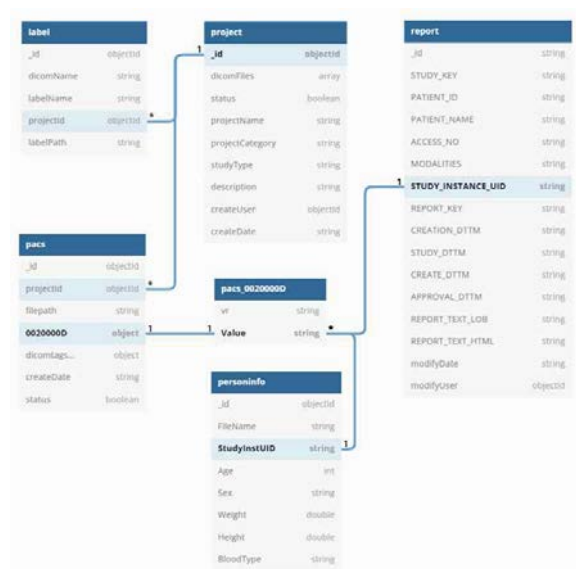 label
_id objectid
dicomName string
labelName string
projectid objectid
labelPath string
*
project
1
_id objectid
dicomFiles array
status boolean
projectName string
projectCategory string
studyType string
description string
createUser objectid
createDate string
report
_id string
STUDY_KEY string
PATIENT_ID string
PATIENT_NAME string
ACCESS_NO string
MODALITIES string
1
STUDY_INSTANCE_UID string
REPORT_KEY string
CREATION_DTTM string
STUDY_DTTM string
CREATE_DTTM string
APPROVAL_DTTM string
REPORT_TEXT_LOB string
REPORT_TEXT_HTML string
modifyDate string
modifyUser objectid
pacs
_id objectid
projectid objectid
*
filepath string
0020000D object
1
dicomtags... object
createDate string
status boolean
pacs_0020000D
vr string
1
Value string
*
personinfo
_id objectid
FileName string
StudyInstUID string
1
Age int
Sex string
Weight double
Height double
BloodType string